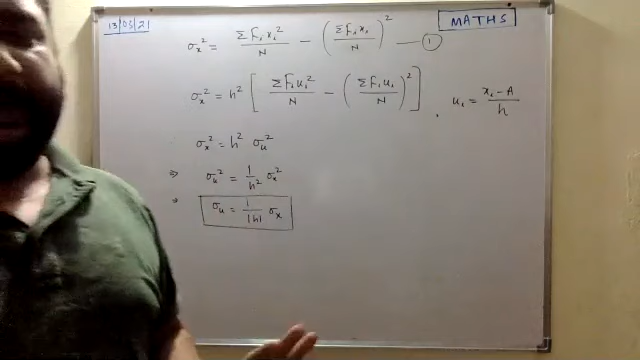 13/03/21
MATHS
σₓ² = Σfᵢxᵢ²/N − (Σfᵢxᵢ/N)² — ①
σₓ² = h² [ Σfᵢuᵢ²/N − (Σfᵢuᵢ/N)² ] , uᵢ = (xᵢ − A)/h
σₓ² = h² σᵤ²
⇒ σᵤ² = 1/h² σₓ²
⇒ σᵤ = 1/|h| σₓ